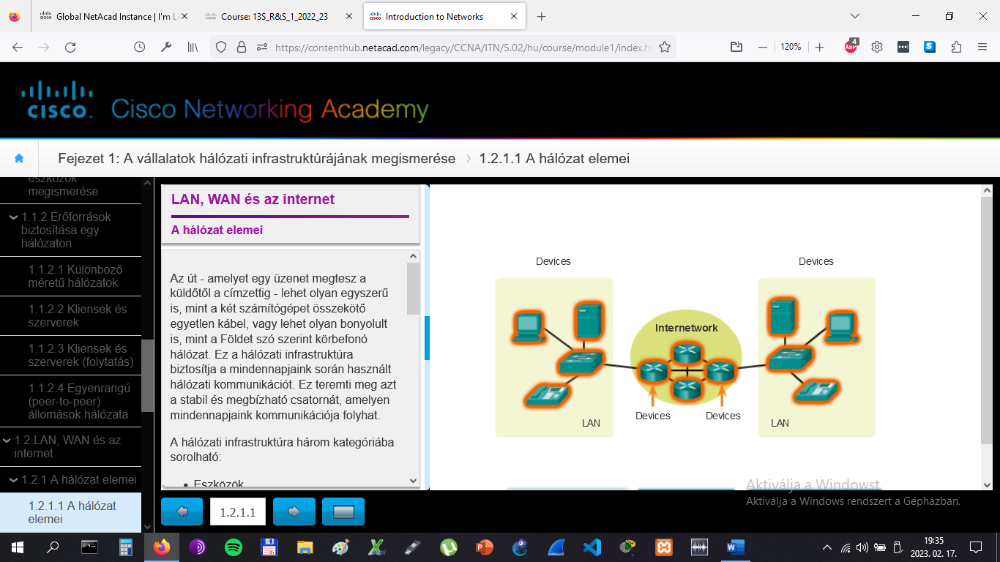 Global NetAcad Instance | I'm Le
Course: 13S_R&S_1_2022_23
Introduction to Networks
https://contenthub.netacad.com/legacy/CCNA/ITN/5.02/hu/course/module1/index.ht
120%
ABP
4
CISCO
Cisco Networking Academy
Fejezet 1: A vállalatok hálózati infrastruktúrájának megismerése
1.2.1.1 A hálózat elemei
eszközök
megismerése
1.1.2 Erőforrások
biztosítása egy
hálózaton
1.1.2.1 Különböző
méretű hálózatok
1.1.2.2 Kliensek és
szerverek
1.1.2.3 Kliensek és
szerverek (folytatás)
1.1.2.4 Egyenrangú
(peer-to-peer)
állomások hálózata
1.2 LAN, WAN és az
internet
1.2.1 A hálózat elemei
1.2.1.1 A hálózat
elemei
LAN, WAN és az internet
A hálózat elemei
Az út - amelyet egy üzenet megtesz a
küldőtől a címzettig - lehet olyan egyszerű
is, mint a két számítógépet összekötő
egyetlen kábel, vagy lehet olyan bonyolult
is, mint a Földet szó szerint körbefonó
hálózat. Ez a hálózati infrastruktúra
biztosítja a mindennapjaink során használt
hálózati kommunikációt. Ez teremti meg azt
a stabil és megbízható csatornát, amelyen
mindennapjaink kommunikációja folyhat.
A hálózati infrastruktúra három kategóriába
sorolható:
• Eszközök
1.2.1.1
Devices
Devices
Internetwork
Devices
Devices
LAN
LAN
Aktiválja a Windowst
Aktiválja a Windows rendszert a Gépházban.
19:35
2023. 02. 17.